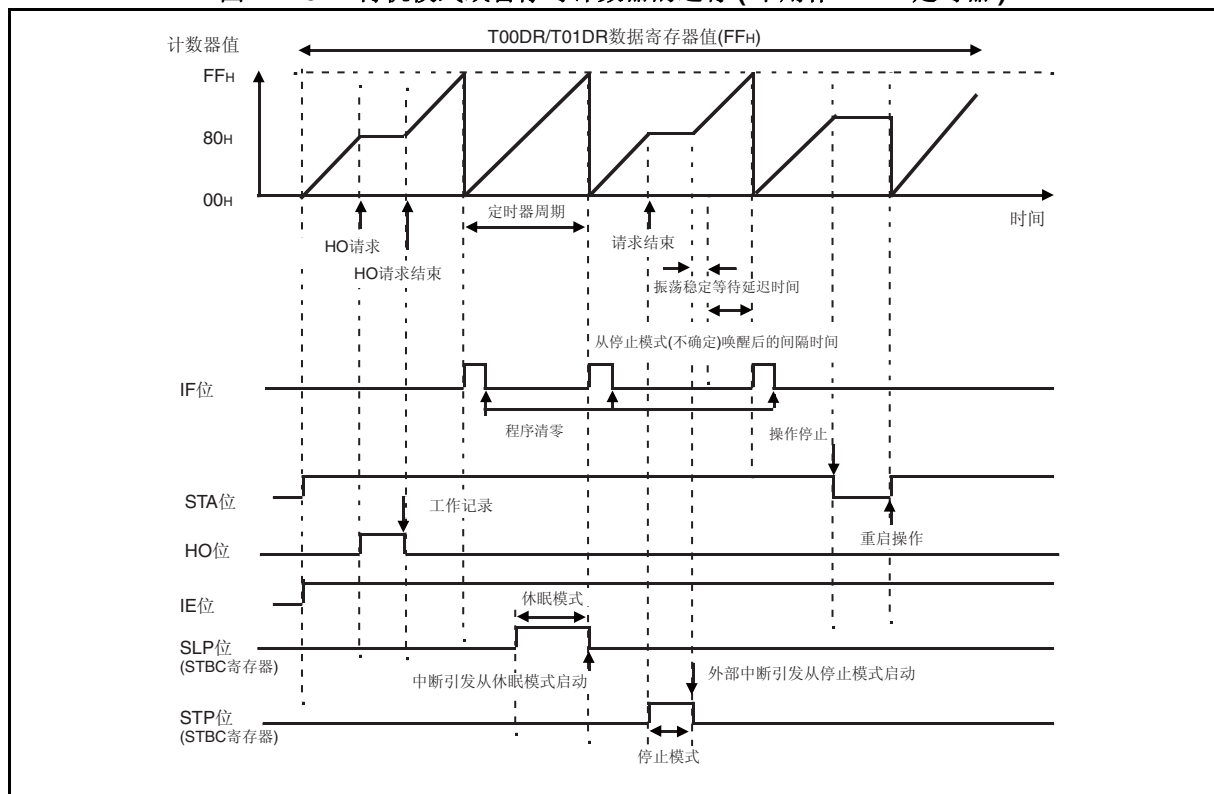 T00DR/T01DR数据寄存器值(FFH)
计数器值
FFH
80H
00H
时间
定时器周期
HO请求
请求结束
HO请求结束
振荡稳定等待延迟时间
从停止模式(不确定)唤醒后的间隔时间
IF位
程序清零
操作停止
STA位
工作记录
重启操作
HO位
IE位
休眠模式
SLP位
(STBC寄存器)
中断引发从休眠模式启动
外部中断引发从停止模式启动
STP位
(STBC寄存器)
停止模式